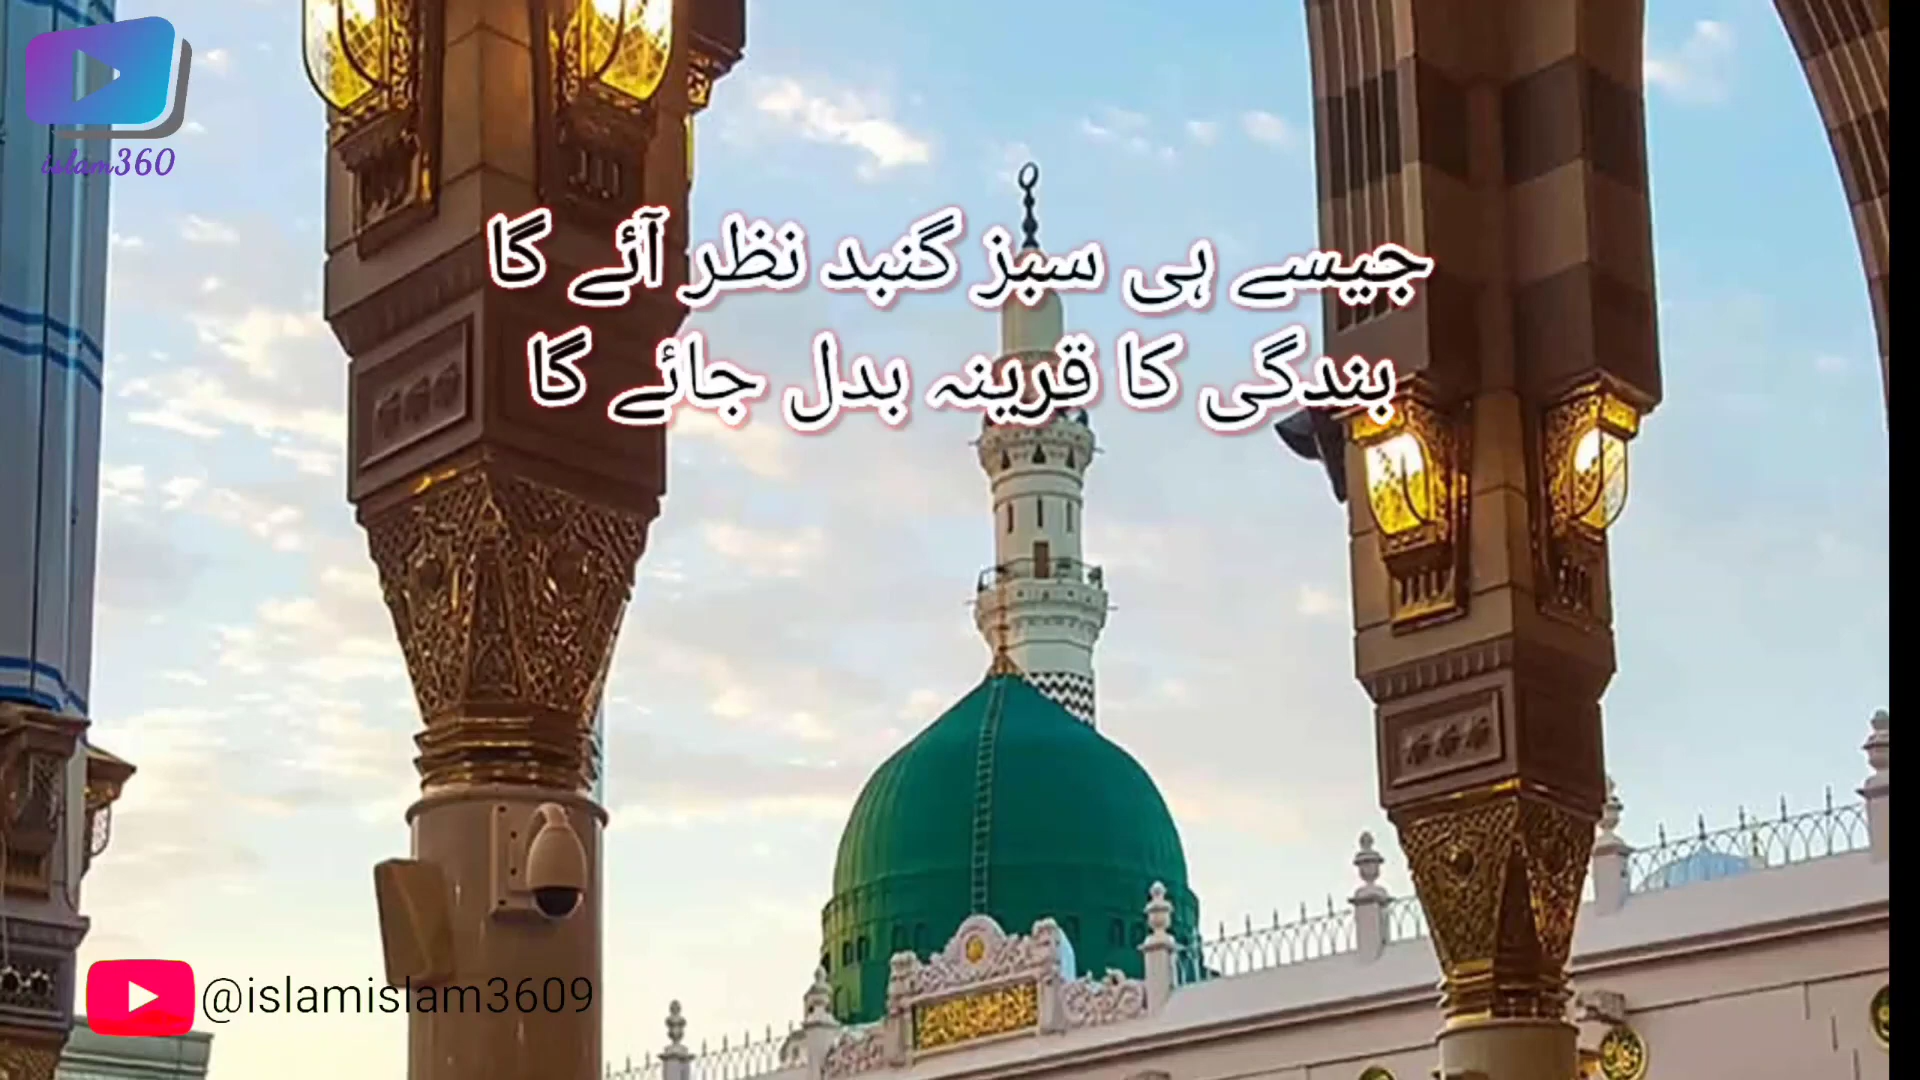 islam360
جیسے ہی سبز گنبد نظر آئے گا
بندگی کا قرینہ بدل جائے گا
@islamislam3609